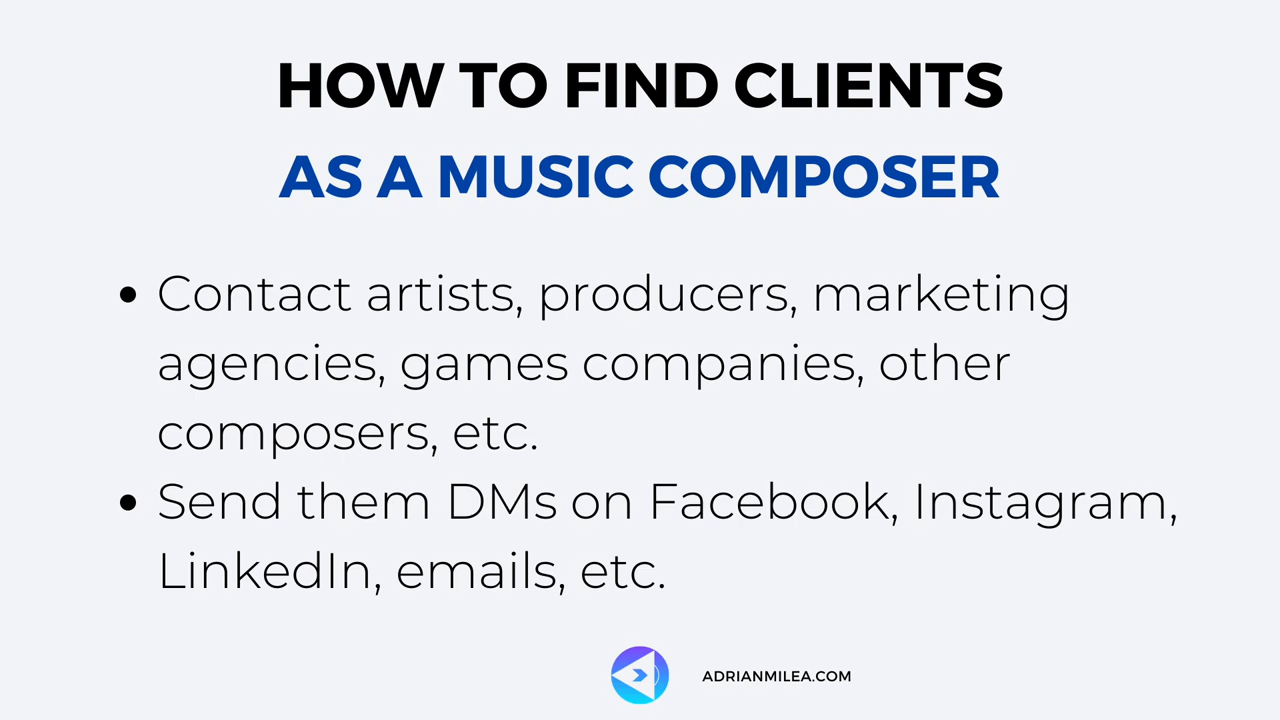 HOW TO FIND CLIENTS
AS A MUSIC COMPOSER
• Contact artists, producers, marketing
agencies, games companies, other
composers, etc.
• Send them DMs on Facebook, Instagram,
LinkedIn, emails, etc.
ADRIANMILEA.COM